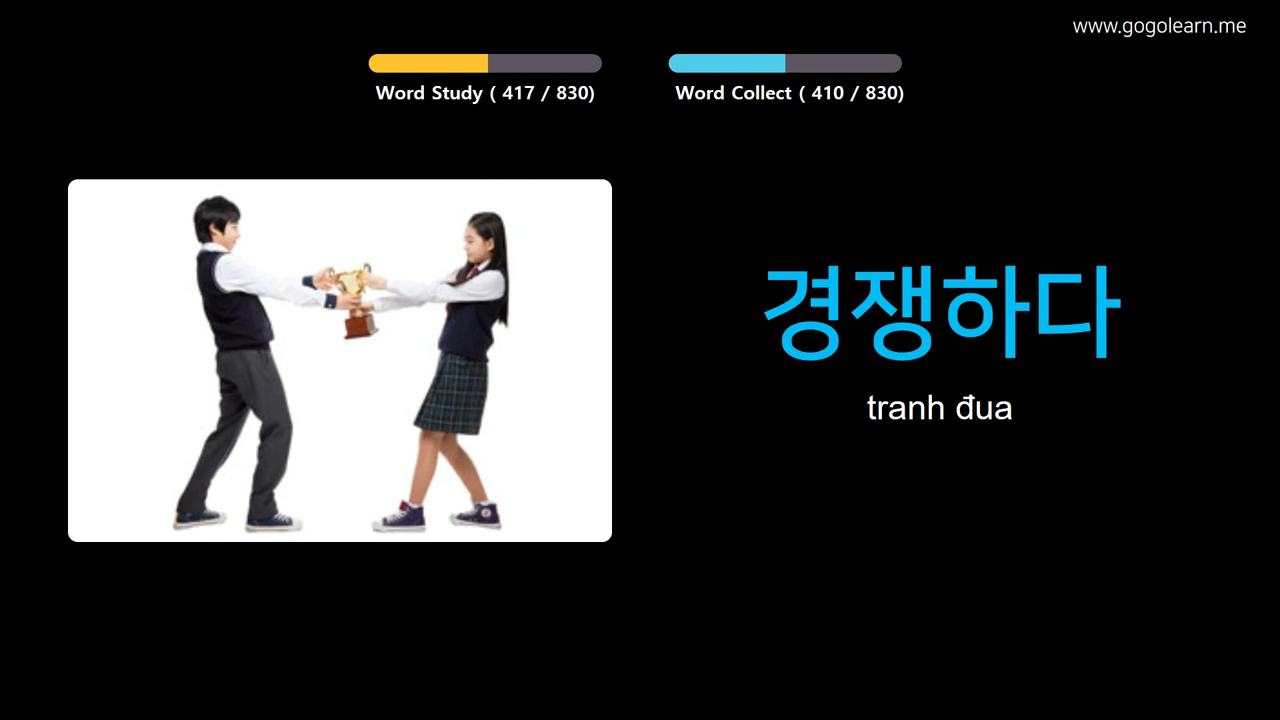 www.gogolearn.me
Word Study ( 417 / 830)
Word Collect ( 410 / 830)
경쟁하다
tranh đua